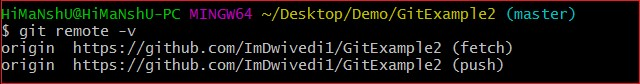 HiMaNshU@HiMaNshU-PC MINGW64 ~/Desktop/Demo/GitExample2 (master)
$ git remote -v
origin  https://github.com/ImDwivedi1/GitExample2 (fetch)
origin  https://github.com/ImDwivedi1/GitExample2 (push)